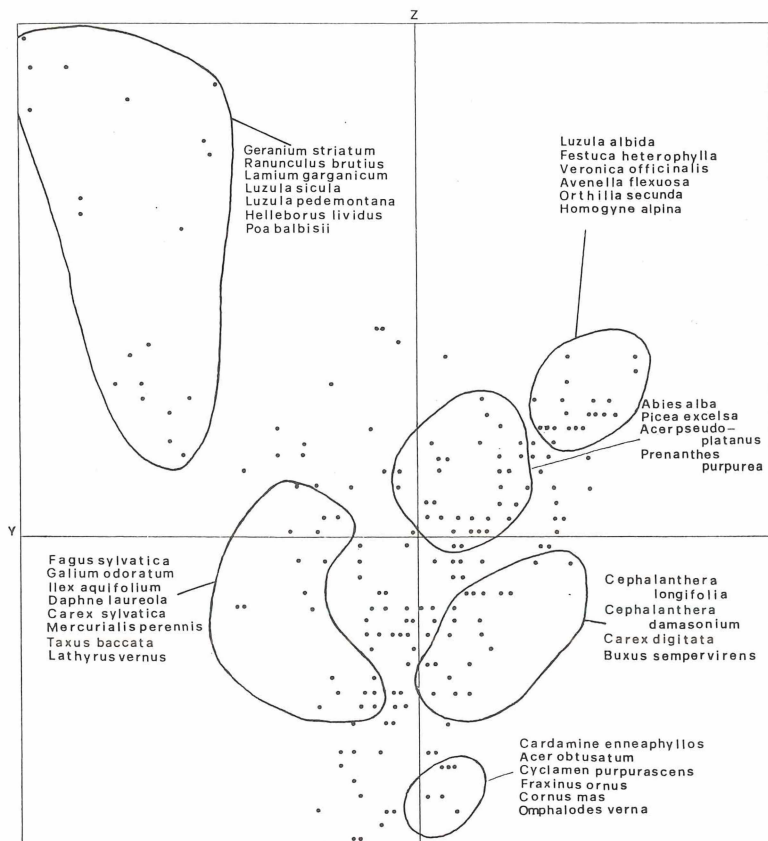 Z
Geranium striatum
Ranunculus brutius
Lamium garganicum
Luzula sicula
Luzula pedemontana
Helleborus lividus
Poa balbisii
Luzula albida
Festuca heterophylla
Veronica officinalis
Avenella flexuosa
Orthilia secunda
Homogyne alpina
Abies alba
Picea excelsa
Acer pseudo-
platanus
Prenanthes
purpurea
Y
Fagus sylvatica
Galium odoratum
Ilex aquifolium
Daphne laureola
Carex sylvatica
Mercurialis perennis
Taxus baccata
Lathyrus vernus
Cephalanthera
longifolia
Cephalanthera
damasonium
Carex digitata
Buxus sempervirens
Cardamine enneaphyllos
Acer obtusatum
Cyclamen purpurascens
Fraxinus ornus
Cornus mas
Omphalodes verna